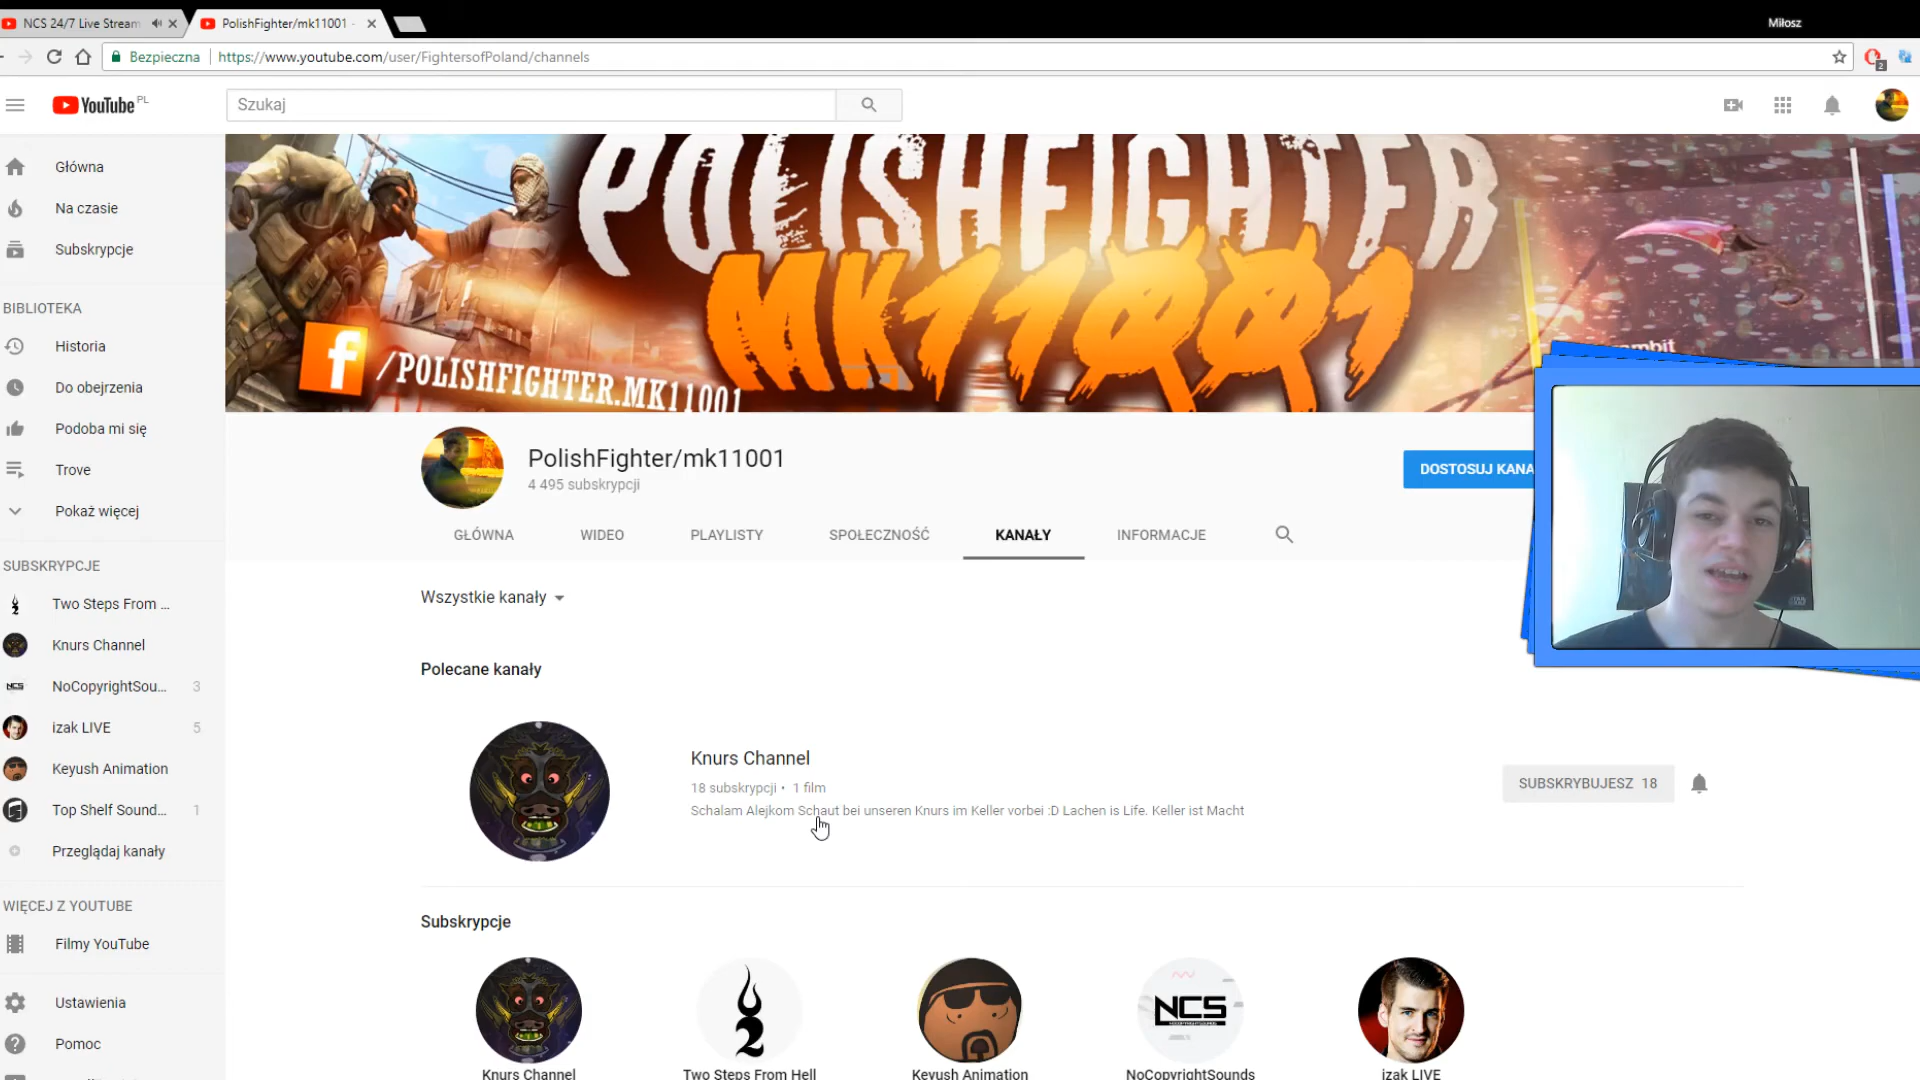 NCS 24/7 Live Stream
PolishFighter/mk11001 -
Miłosz
Bezpieczna
https://www.youtube.com/user/FightersofPoland/channels
2
YouTube PL
Szukaj
Główna
Na czasie
Subskrypcje
BIBLIOTEKA
Historia
Do obejrzenia
Podoba mi się
Trove
Pokaż więcej
SUBSKRYPCJE
Two Steps From ...
Knurs Channel
NoCopyrightSou... 3
izak LIVE 5
Keyush Animation
Top Shelf Sound... 1
Przeglądaj kanały
WIĘCEJ Z YOUTUBE
Filmy YouTube
Ustawienia
Pomoc
POLISHFIGHTER
MK11001
f /POLISHFIGHTER.MK11001
PolishFighter/mk11001
4 495 subskrypcji
DOSTOSUJ KANA
GŁÓWNA
WIDEO
PLAYLISTY
SPOŁECZNOŚĆ
KANAŁY
INFORMACJE
Wszystkie kanały
Polecane kanały
Knurs Channel
18 subskrypcji • 1 film
Schalam Alejkom Schaut bei unseren Knurs im Keller vorbei :D Lachen is Life. Keller ist Macht
SUBSKRYBUJESZ 18
Subskrypcje
2
NCS
NOCOPYRIGHTSOUNDS
Knurs Channel
Two Steps From Hell
Keyush Animation
NoCopyrightSounds
izak LIVE
STAR
WARS